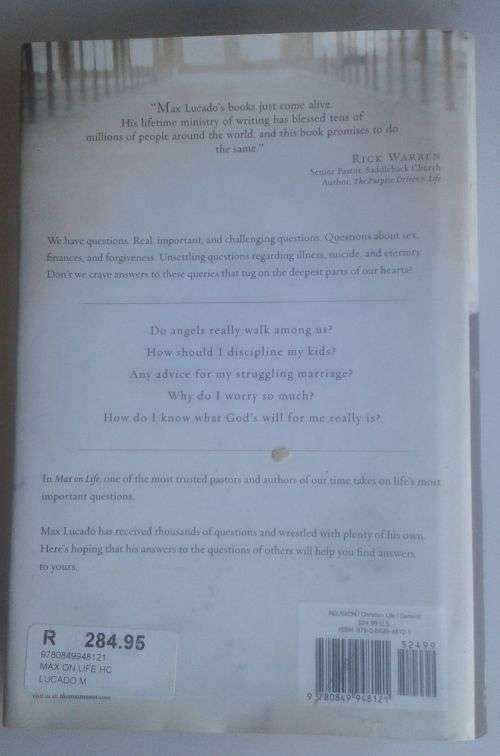 "Max Lucado's books just come alive.
His lifetime ministry of writing has blessed tens of
millions of people around the world, and this book promises to do
the same."
Rick Warren
Senior Pastor, Saddleback Church
Author, The Purpose Driven Life
We have questions. Real, important, and challenging questions. Questions about sex,
finances, and forgiveness. Unsettling questions regarding illness, suicide, and eternity.
Don't we crave answers to these queries that tug on the deepest parts of our hearts?
Do angels really walk among us?
How should I discipline my kids?
Any advice for my struggling marriage?
Why do I worry so much?
How do I know what God's will for me really is?
In Max on Life, one of the most trusted pastors and authors of our time takes on life's most
important questions.
Max Lucado has received thousands of questions and wrestled with plenty of his own.
Here's hoping that his answers to the questions of others will help you find answers
to yours.
R 284.95
9780849948121
MAX ON LIFE HC
LUCADO M
RELIGION / Christian Life / General
$24.99 U.S.
ISBN 978-0-8499-4812-1
52499
9 780849 948121